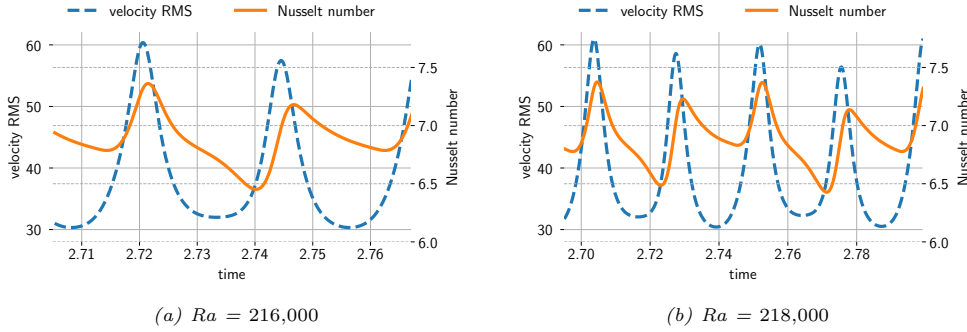 velocity RMS Nusselt number
velocity RMS
60
50
40
30
7.5
7.0
6.5
6.0
Nusselt number
2.71 2.72 2.73 2.74 2.75 2.76
time
(a) Ra = 216,000
velocity RMS Nusselt number
velocity RMS
60
50
40
30
7.5
7.0
6.5
6.0
Nusselt number
2.70 2.72 2.74 2.76 2.78
time
(b) Ra = 218,000